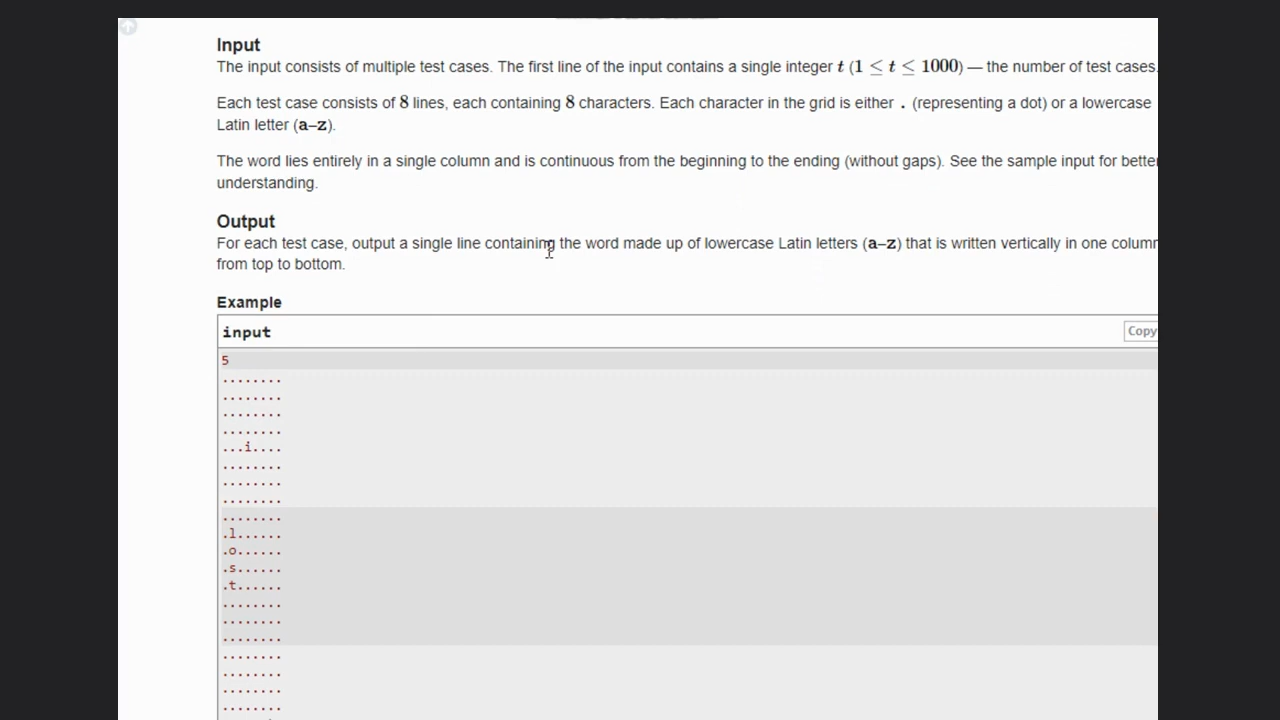 Input
The input consists of multiple test cases. The first line of the input contains a single integer t (1 ≤ t ≤ 1000) — the number of test cases.
Each test case consists of 8 lines, each containing 8 characters. Each character in the grid is either . (representing a dot) or a lowercase
Latin letter (a–z).
The word lies entirely in a single column and is continuous from the beginning to the ending (without gaps). See the sample input for better
understanding.
Output
For each test case, output a single line containing the word made up of lowercase Latin letters (a–z) that is written vertically in one column
from top to bottom.
Example
input
Copy
5
........
........
........
........
...i....
........
........
........
........
.l......
.o......
.s......
.t......
........
........
........
........
........
........
........